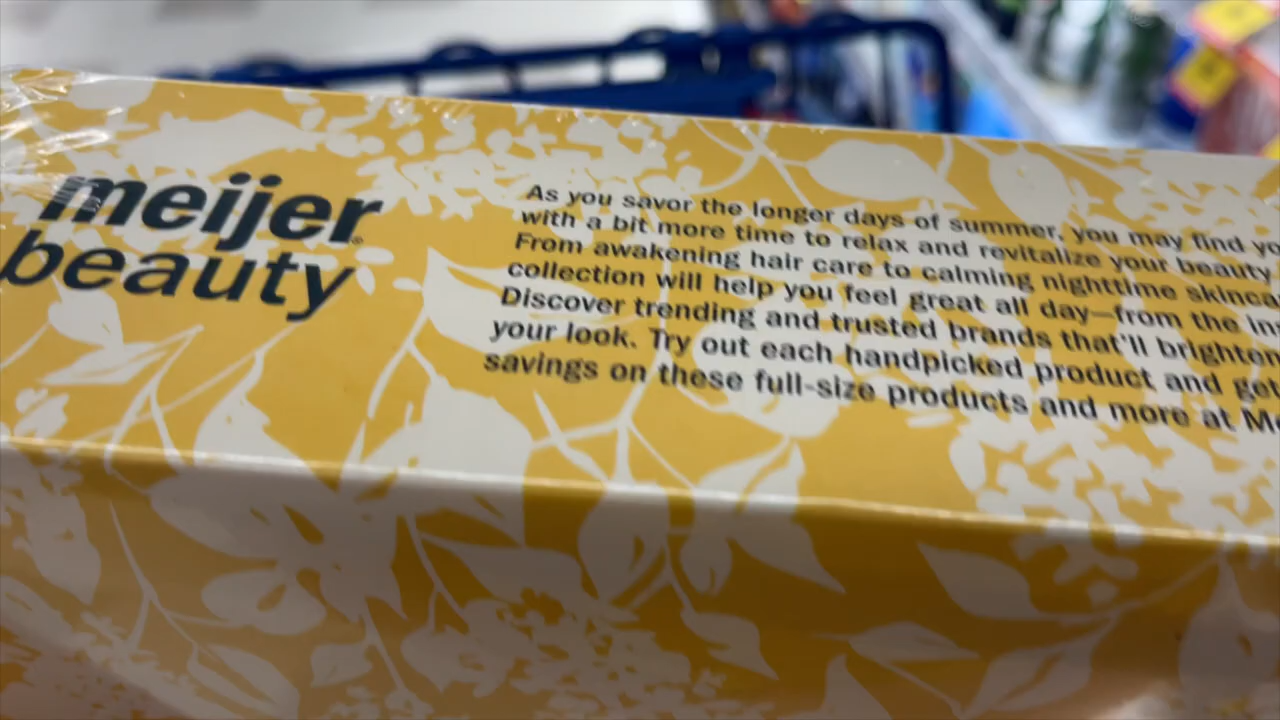 meijer
beauty
As you savor the longer days of summer, you may find
with a bit more time to relax and revitalize your beauty
From awakening hair care to calming nighttime
collection will help you feel great all day—from the
Discover trending and trusted brands that'll brighten
your look. Try out each handpicked product and get
savings on these full-size products and more at